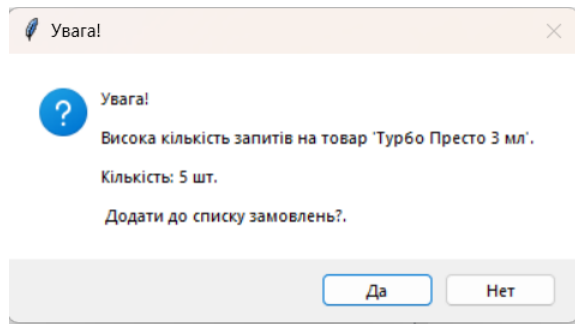 Увага!
Увага!
Висока кількість запитів на товар 'Турбо Престо 3 мл'.
Кількість: 5 шт.
Додати до списку замовлень?.
Да
Нет